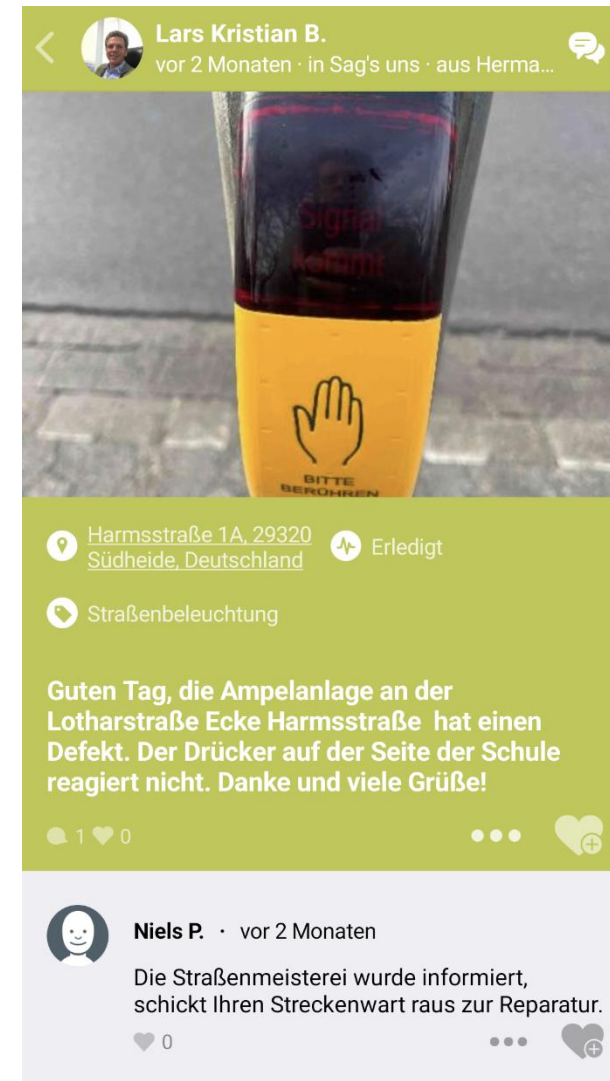 Lars Kristian B.
vor 2 Monaten · in Sag's uns · aus Herma...
Signal
kommt
BITTE
BERÜHREN
Harmsstraße 1A, 29320
Südheide, Deutschland
Erledigt
Straßenbeleuchtung
Guten Tag, die Ampelanlage an der
Lotharstraße Ecke Harmsstraße  hat einen
Defekt. Der Drücker auf der Seite der Schule
reagiert nicht. Danke und viele Grüße!
1 0
Niels P. · vor 2 Monaten
Die Straßenmeisterei wurde informiert,
schickt Ihren Streckenwart raus zur Reparatur.
0